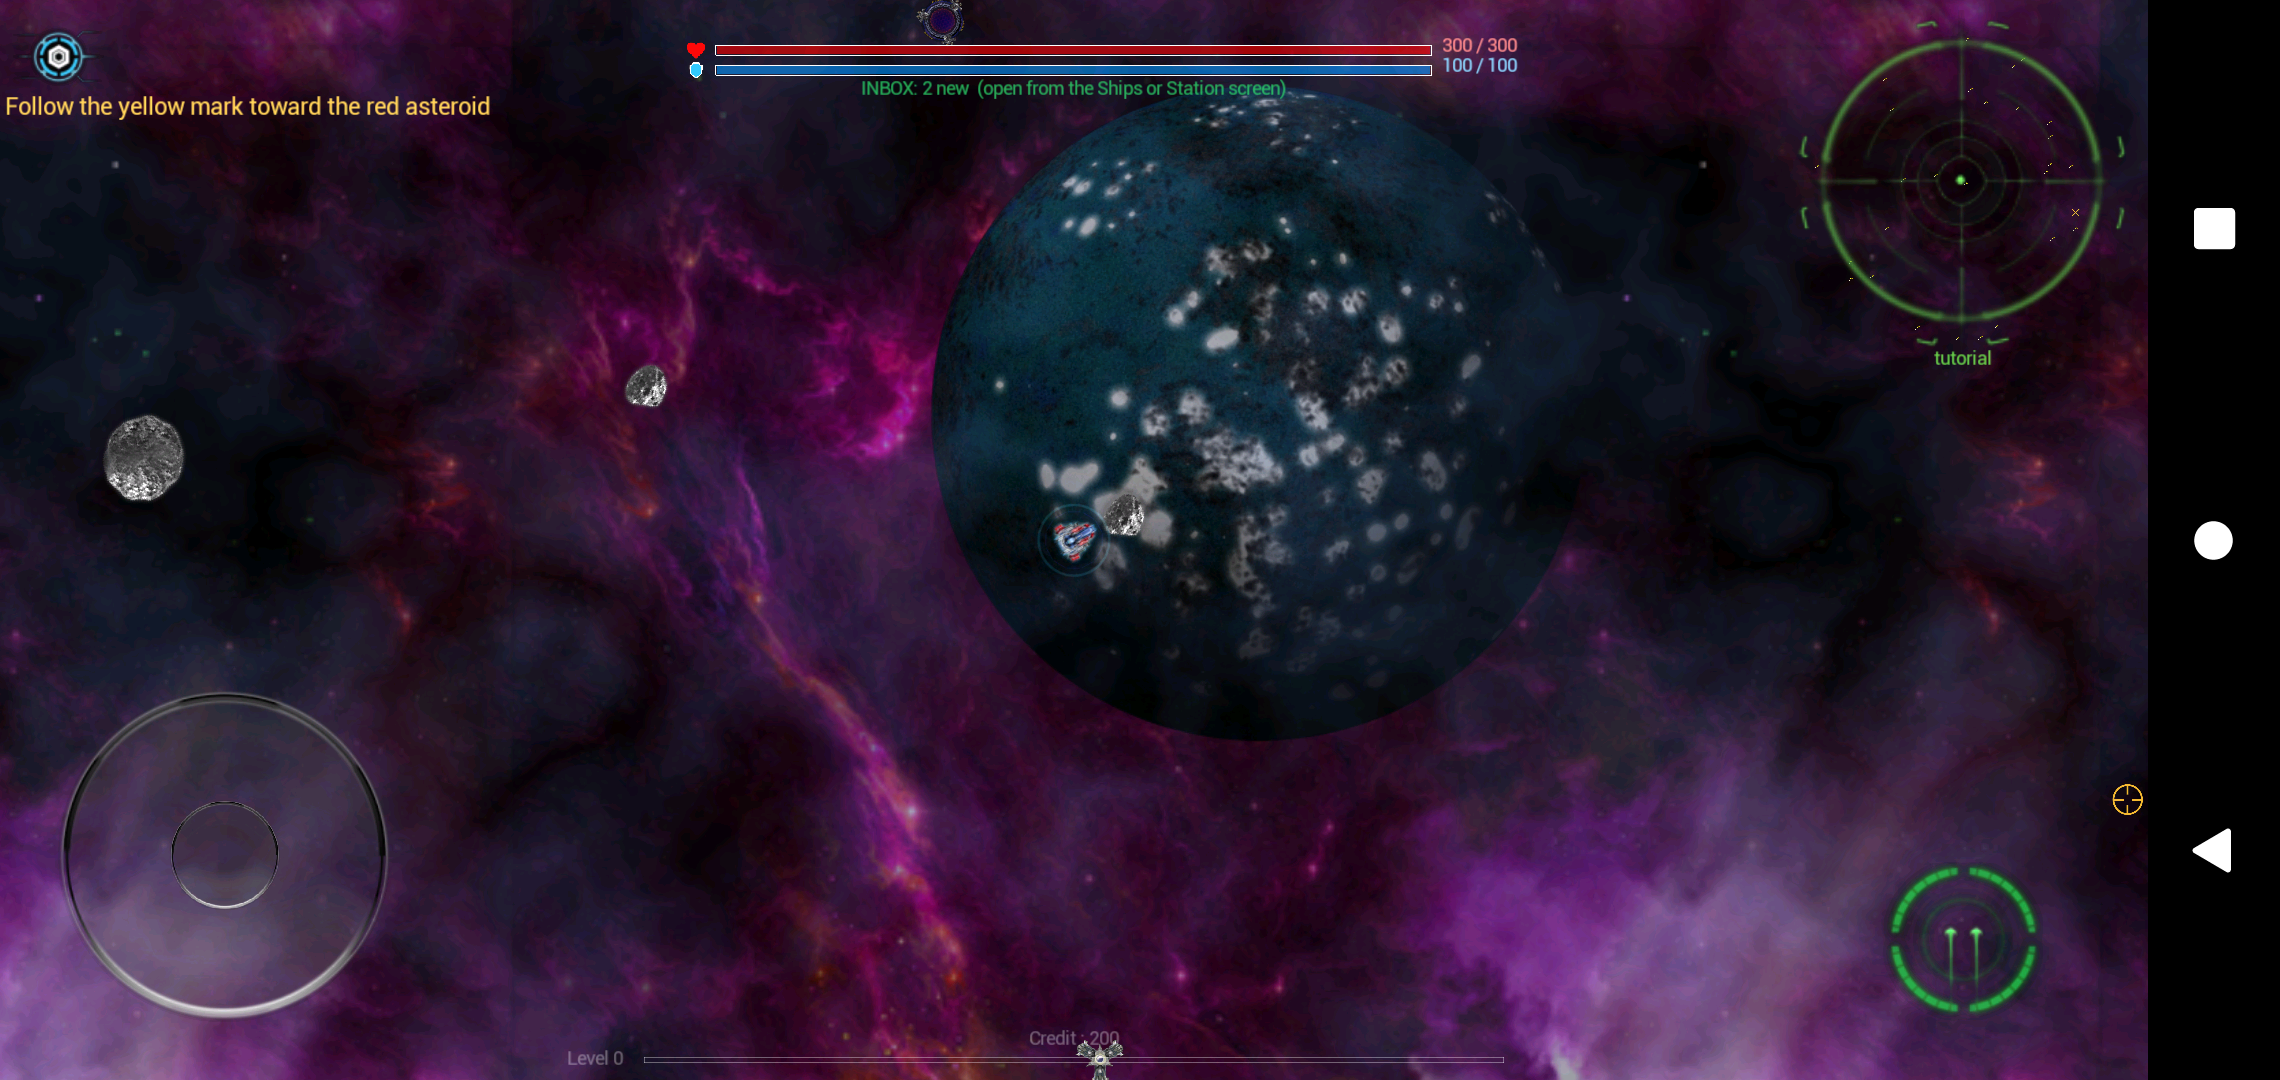 300 / 300
100 / 100
INBOX: 2 new (open from the Ships or Station screen)
Follow the yellow mark toward the red asteroid
tutorial
Credit : 200
Level 0